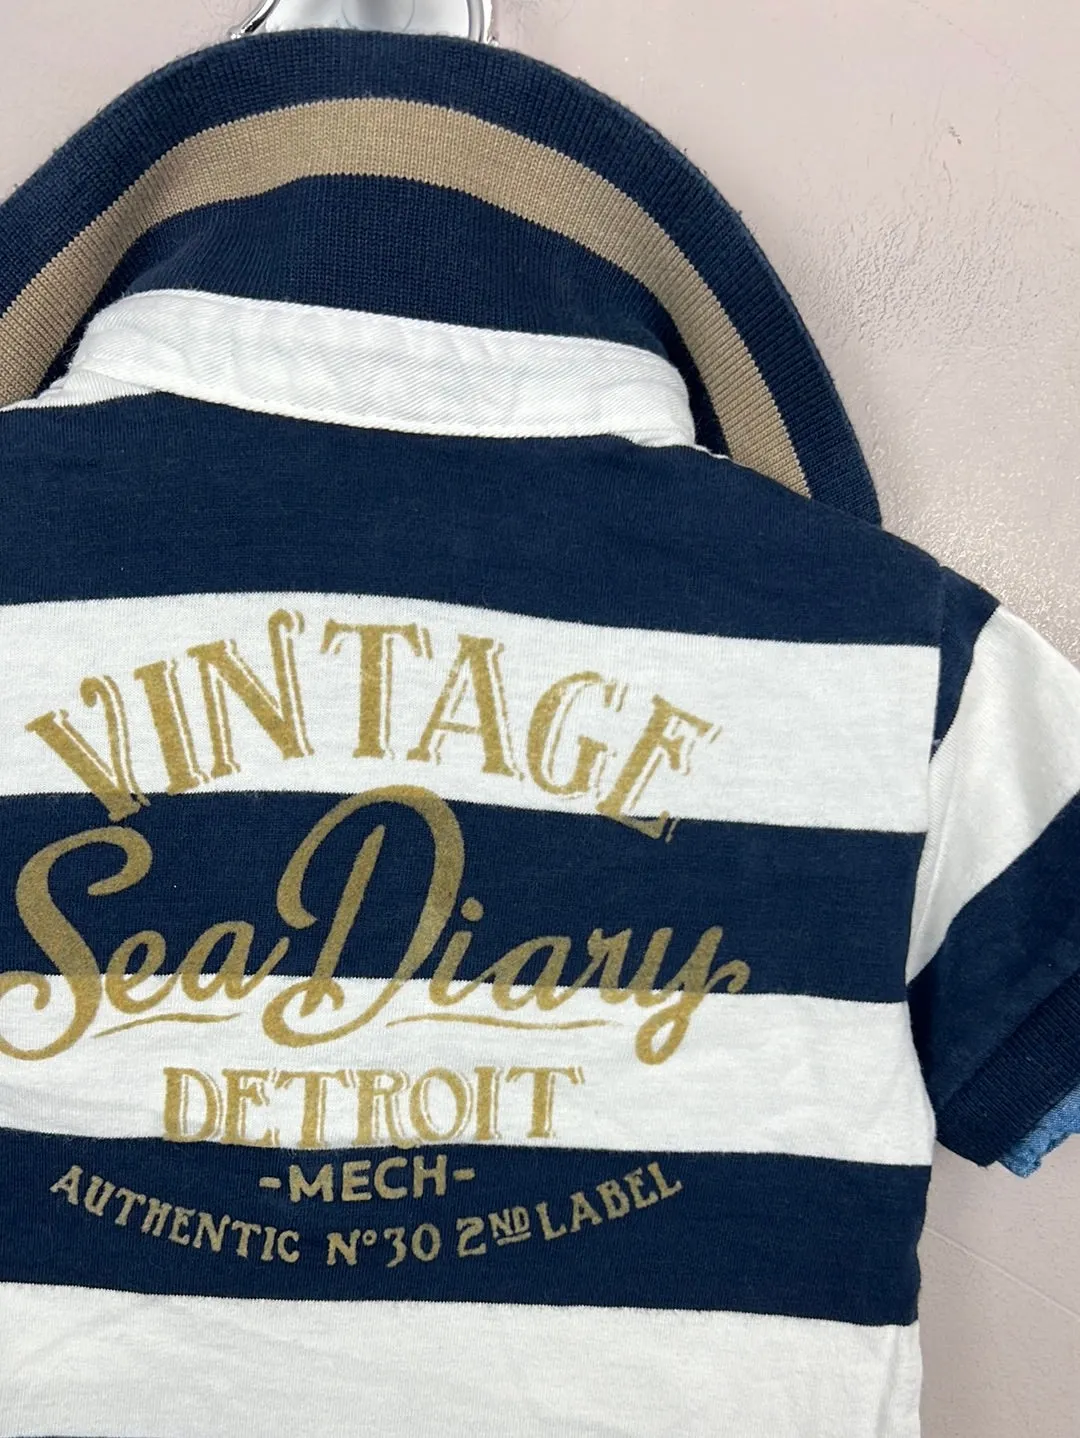 VINTAGE
Sea Diary
DETROIT
-MECH-
AUTHENTIC N°30 2ND LABEL